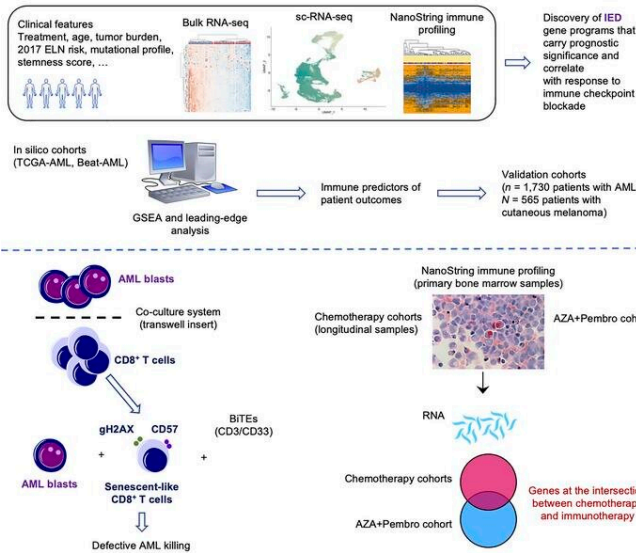 Clinical features
Treatment, age, tumor burden,
2017 ELN risk, mutational profile,
stemness score, ...
Bulk RNA-seq
sc-RNA-seq
NanoString immune
profiling
Discovery of IED
gene programs that
carry prognostic
significance and
correlate
with response to
immune checkpoint
blockade
In silico cohorts
(TCGA-AML, Beat-AML)
GSEA and leading-edge
analysis
Immune predictors of
patient outcomes
Validation cohorts
(n = 1,730 patients with AML
N = 565 patients with
cutaneous melanoma)
AML blasts
Co-culture system
(transwell insert)
CD8+ T cells
gH2AX
CD57
BiTEs
(CD3/CD33)
+
+
AML blasts
Senescent-like
CD8+ T cells
Defective AML killing
NanoString immune profiling
(primary bone marrow samples)
Chemotherapy cohorts
(longitudinal samples)
AZA+Pembro coh
RNA
Chemotherapy cohorts
AZA+Pembro cohort
Genes at the intersectio
between chemotherap
and immunotherapy